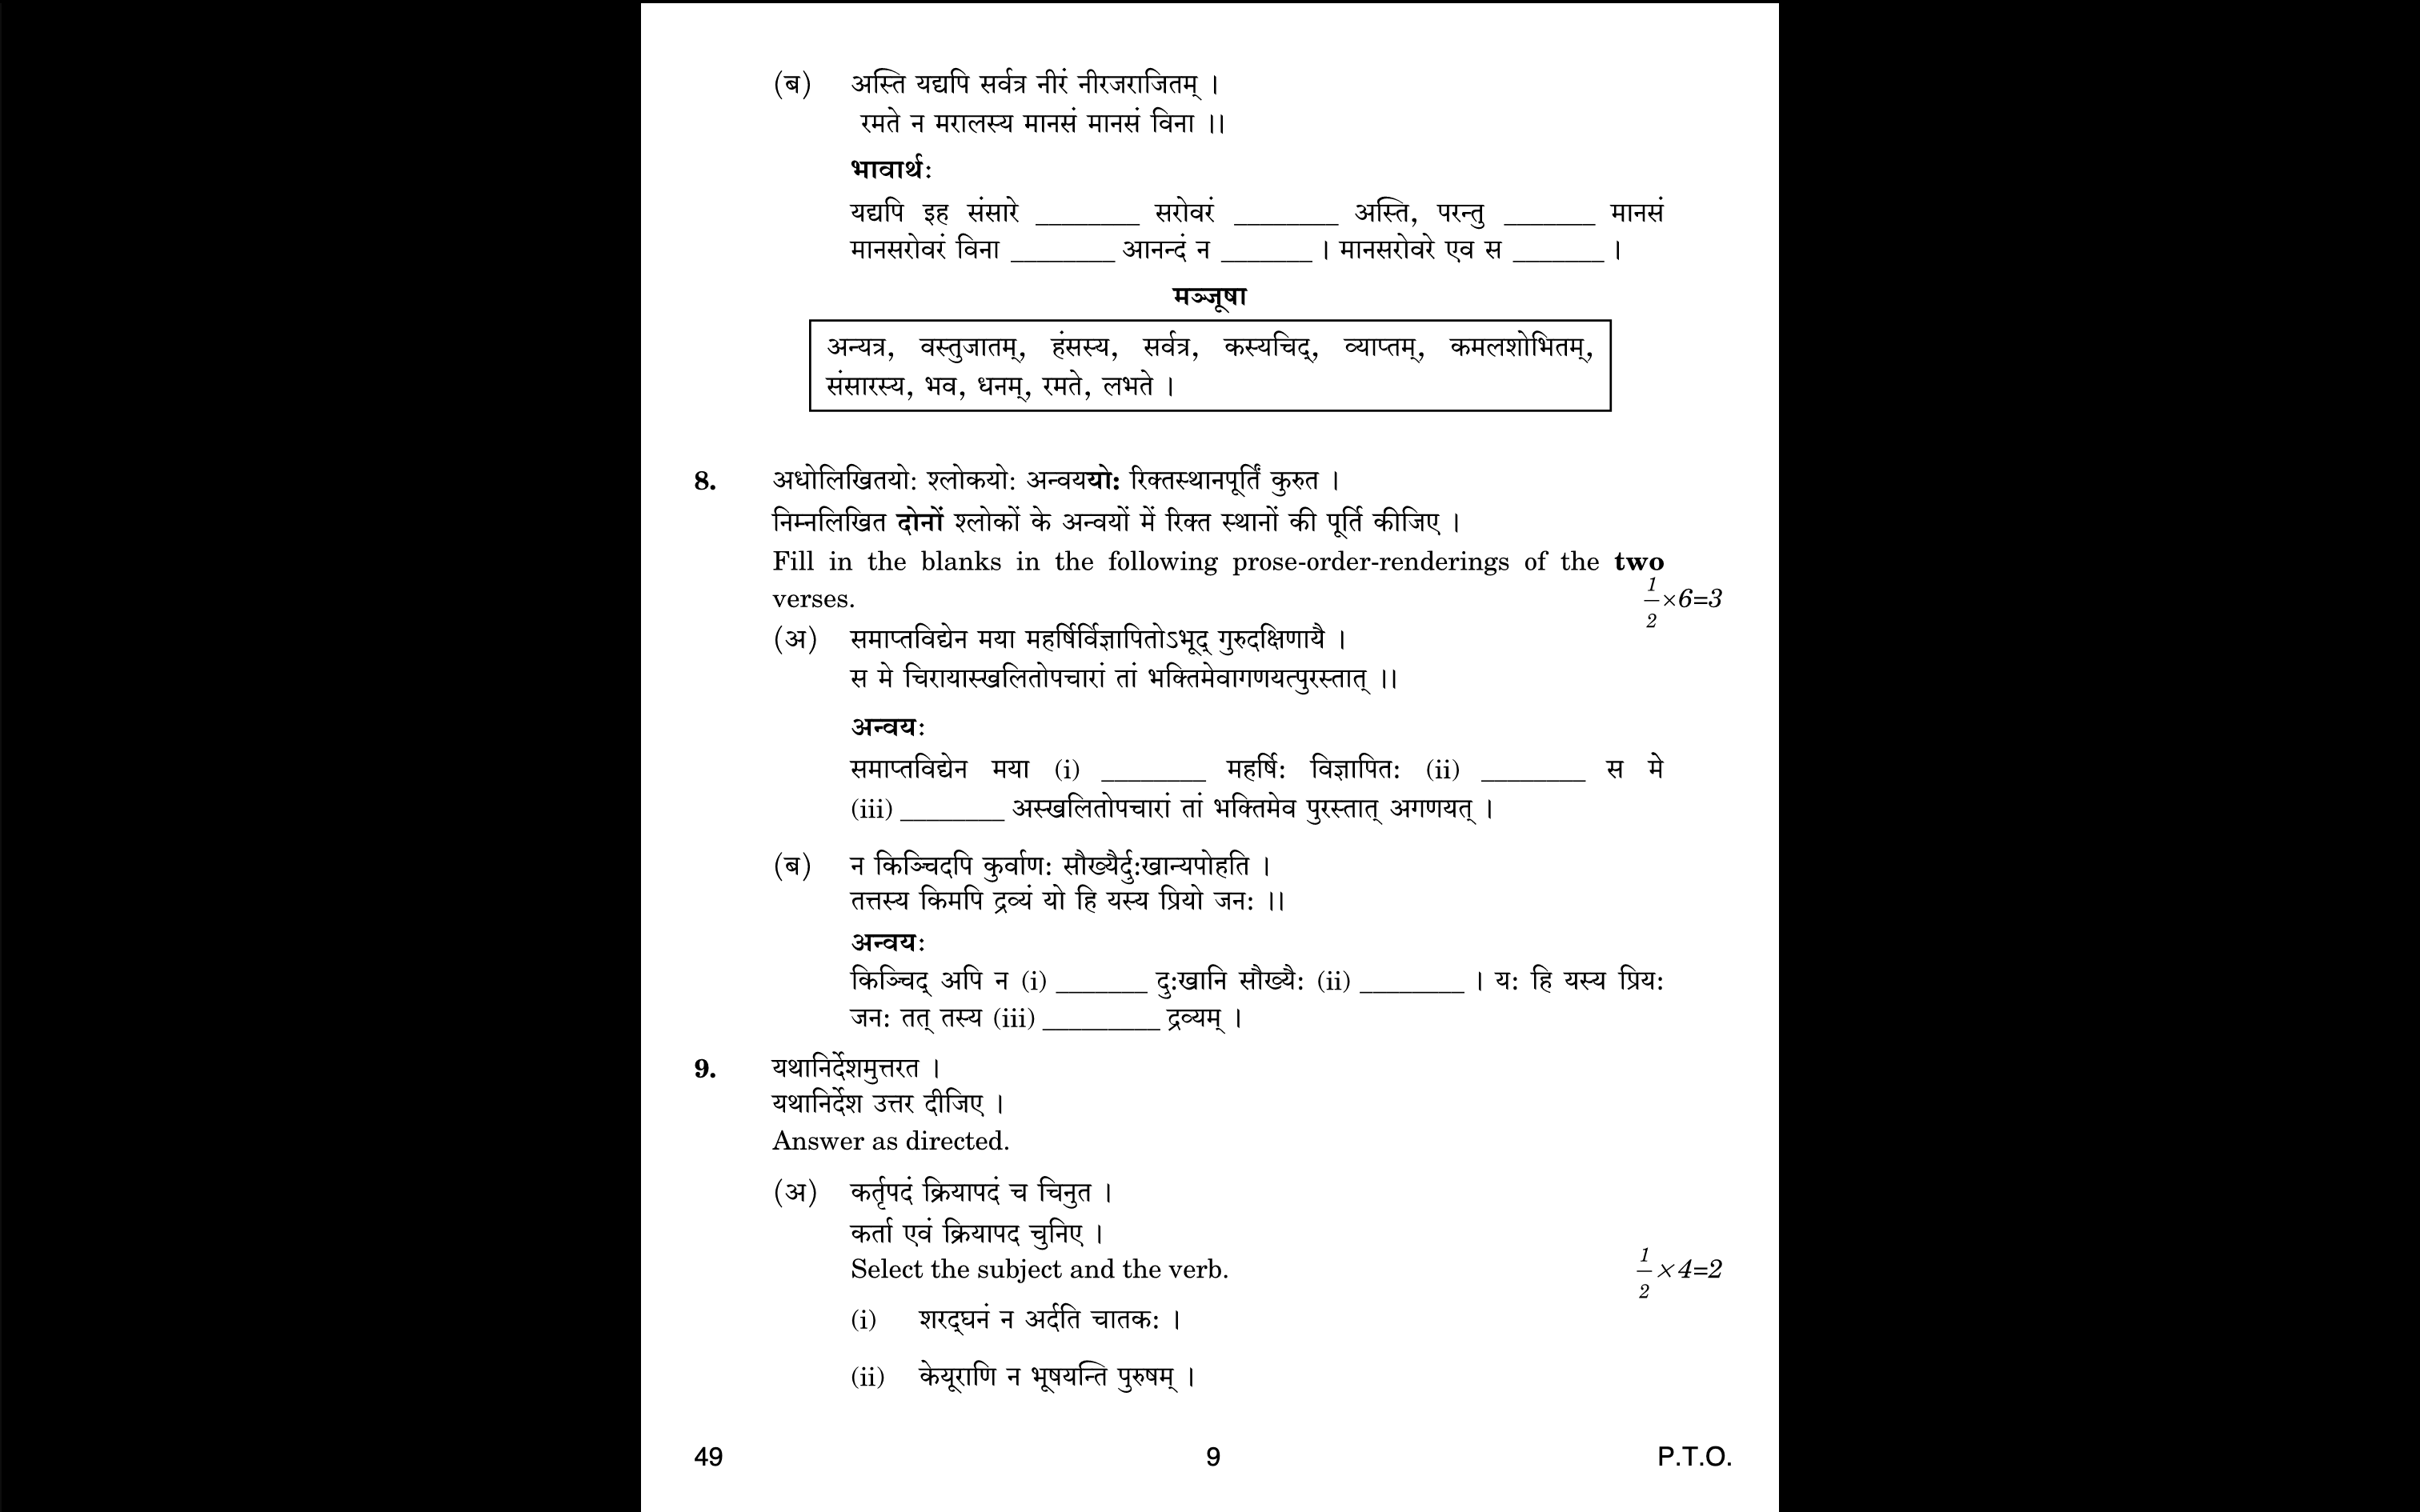 (ब) अस्ति यद्यपि सर्वत्र नीरं नीरजराजितम् ।
रमते न मरालस्य मानसं मानसं विना ।।
भावार्थः
यद्यपि इह संसारे ________ सरोवरं ________ अस्ति, परन्तु _______ मानसं
मानसरोवरं विना ________ आनन्दं न _______ । मानसरोवरे एव स _______ ।
मञ्जूषा
अन्यत्र, वस्तुजातम्, हंसस्य, सर्वत्र, कस्यचिद्, व्याप्तम्, कमलशोभितम्,
संसारस्य, भव, धनम्, रमते, लभते ।
8. अधोलिखितयोः श्लोकयोः अन्वययोः रिक्तस्थानपूर्तिं कुरुत ।
निम्नलिखित दोनों श्लोकों के अन्वयों में रिक्त स्थानों की पूर्ति कीजिए ।
Fill in the blanks in the following prose-order-renderings of the two
verses. 1/2×6=3
(अ) समाप्तविद्येन मया महर्षिर्विज्ञापितोऽभूद् गुरुदक्षिणायै ।
स मे चिरायास्खलितोपचारां तां भक्तिमेवागणयत्पुरस्तात् ।।
अन्वयः
समाप्तविद्येन मया (i) ________ महर्षिः विज्ञापितः (ii) ________ स मे
(iii) ________ अस्खलितोपचारां तां भक्तिमेव पुरस्तात् अगणयत् ।
(ब) न किञ्चिदपि कुर्वाणः सौख्यैर्दुःखान्यपोहति ।
तत्तस्य किमपि द्रव्यं यो हि यस्य प्रियो जनः ।।
अन्वयः
किञ्चिद् अपि न (i) _______ दुःखानि सौख्यैः (ii) ________ । यः हि यस्य प्रियः
जनः तत् तस्य (iii) _________ द्रव्यम् ।
9. यथानिर्देशमुत्तरत ।
यथानिर्देश उत्तर दीजिए ।
Answer as directed.
(अ) कर्तृपदं क्रियापदं च चिनुत ।
कर्ता एवं क्रियापद चुनिए ।
Select the subject and the verb. 1/2×4=2
(i) शरद्घनं न अर्दति चातकः ।
(ii) केयूराणि न भूषयन्ति पुरुषम् ।
49 9 P.T.O.